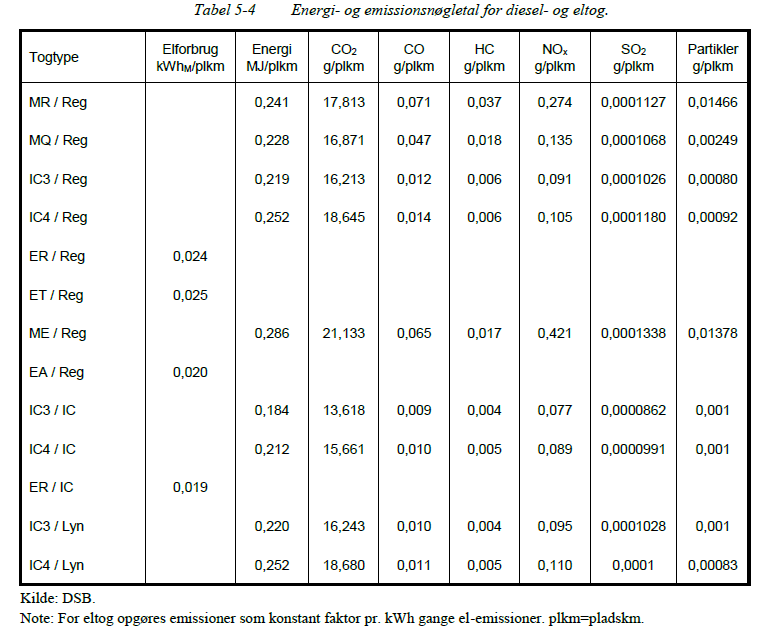 Tabel 5-4 Energi- og emissionsnøgletal for diesel- og eltog.
Togtype Elforbrug kWhM/plkm Energi MJ/plkm CO2 g/plkm CO g/plkm HC g/plkm NOx g/plkm SO2 g/plkm Partikler g/plkm
MR / Reg 0,241 17,813 0,071 0,037 0,274 0,0001127 0,01466
MQ / Reg 0,228 16,871 0,047 0,018 0,135 0,0001068 0,00249
IC3 / Reg 0,219 16,213 0,012 0,006 0,091 0,0001026 0,00080
IC4 / Reg 0,252 18,645 0,014 0,006 0,105 0,0001180 0,00092
ER / Reg 0,024
ET / Reg 0,025
ME / Reg 0,286 21,133 0,065 0,017 0,421 0,0001338 0,01378
EA / Reg 0,020
IC3 / IC 0,184 13,618 0,009 0,004 0,077 0,0000862 0,001
IC4 / IC 0,212 15,661 0,010 0,005 0,089 0,0000991 0,001
ER / IC 0,019
IC3 / Lyn 0,220 16,243 0,010 0,004 0,095 0,0001028 0,001
IC4 / Lyn 0,252 18,680 0,011 0,005 0,110 0,0001 0,00083
Kilde: DSB.
Note: For eltog opgøres emissioner som konstant faktor pr. kWh gange el-emissioner. plkm=pladskm.